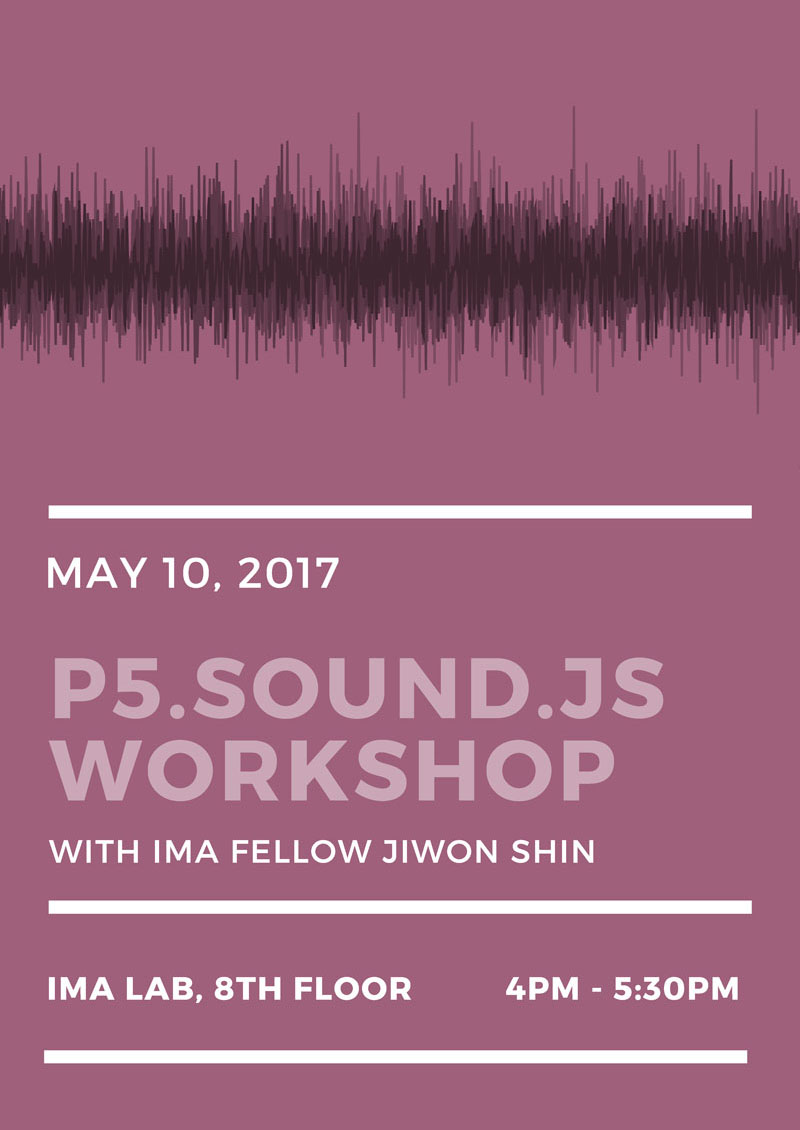 MAY 10, 2017
P5.SOUND.JS
WORKSHOP
WITH IMA FELLOW JIWON SHIN
IMA LAB, 8TH FLOOR 4PM - 5:30PM